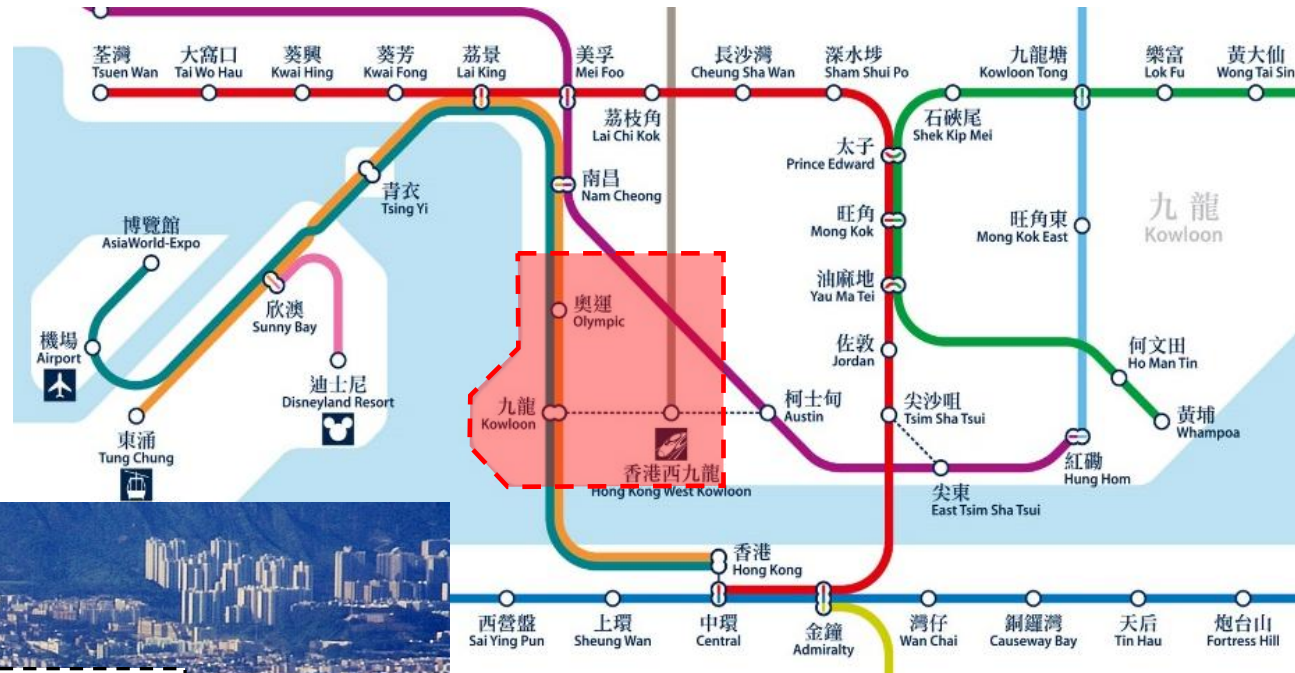 荃灣
Tsuen Wan
大窩口
Tai Wo Hau
葵興
Kwai Hing
葵芳
Kwai Fong
荔景
Lai King
美孚
Mei Foo
長沙灣
Cheung Sha Wan
深水埗
Sham Shui Po
九龍塘
Kowloon Tong
樂富
Lok Fu
黃大仙
Wong Tai Sin
荔枝角
Lai Chi Kok
石硤尾
Shek Kip Mei
太子
Prince Edward
青衣
Tsing Yi
南昌
Nam Cheong
博覽館
AsiaWorld-Expo
旺角
Mong Kok
旺角東
Mong Kok East
九龍
Kowloon
欣澳
Sunny Bay
奧運
Olympic
油麻地
Yau Ma Tei
機場
Airport
佐敦
Jordan
何文田
Ho Man Tin
迪士尼
Disneyland Resort
九龍
Kowloon
柯士甸
Austin
尖沙咀
Tsim Sha Tsui
黃埔
Whampoa
東涌
Tung Chung
香港西九龍
Hong Kong West Kowloon
紅磡
Hung Hom
尖東
East Tsim Sha Tsui
香港
Hong Kong
西營盤
Sai Ying Pun
上環
Sheung Wan
中環
Central
金鐘
Admiralty
灣仔
Wan Chai
銅鑼灣
Causeway Bay
天后
Tin Hau
炮台山
Fortress Hill